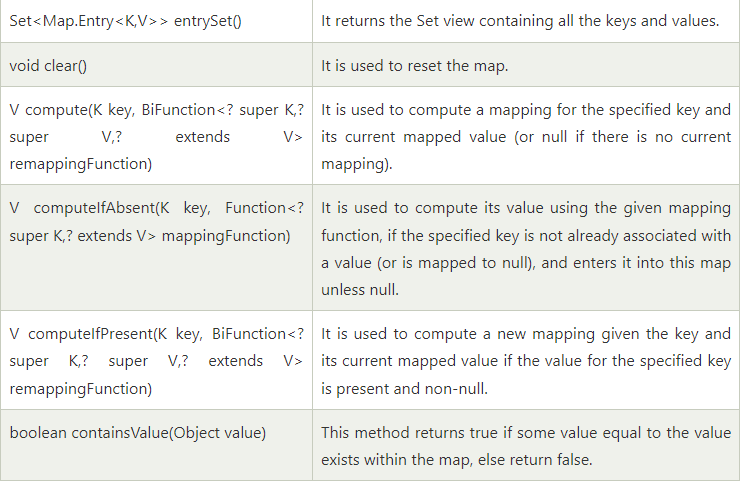 Set<Map.Entry<K,V>> entrySet()
It returns the Set view containing all the keys and values.
void clear()
It is used to reset the map.
V compute(K key, BiFunction<? super K,?
super V,? extends V>
remappingFunction)
It is used to compute a mapping for the specified key and
its current mapped value (or null if there is no current
mapping).
V computeIfAbsent(K key, Function<?
super K,? extends V> mappingFunction)
It is used to compute its value using the given mapping
function, if the specified key is not already associated with
a value (or is mapped to null), and enters it into this map
unless null.
V computeIfPresent(K key, BiFunction<?
super K,? super V,? extends V>
remappingFunction)
It is used to compute a new mapping given the key and
its current mapped value if the value for the specified key
is present and non-null.
boolean containsValue(Object value)
This method returns true if some value equal to the value
exists within the map, else return false.